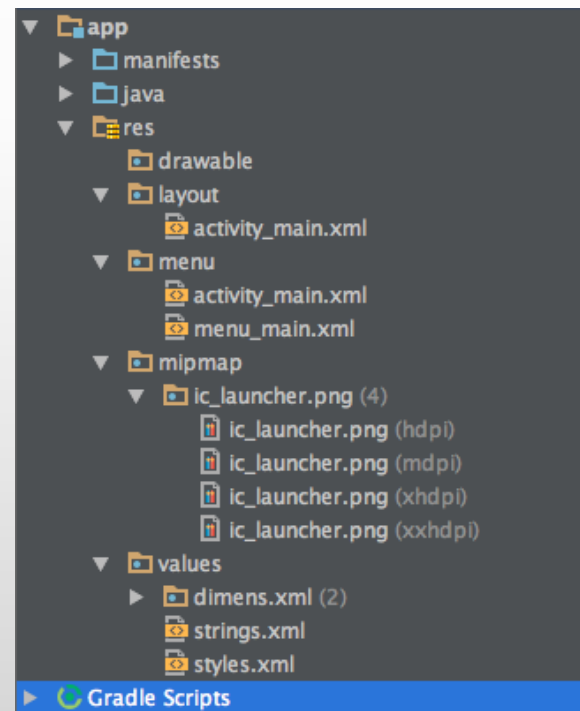 app
manifests
java
res
drawable
layout
activity_main.xml
menu
activity_main.xml
menu_main.xml
mipmap
ic_launcher.png (4)
ic_launcher.png (hdpi)
ic_launcher.png (mdpi)
ic_launcher.png (xhdpi)
ic_launcher.png (xxhdpi)
values
dimens.xml (2)
strings.xml
styles.xml
Gradle Scripts